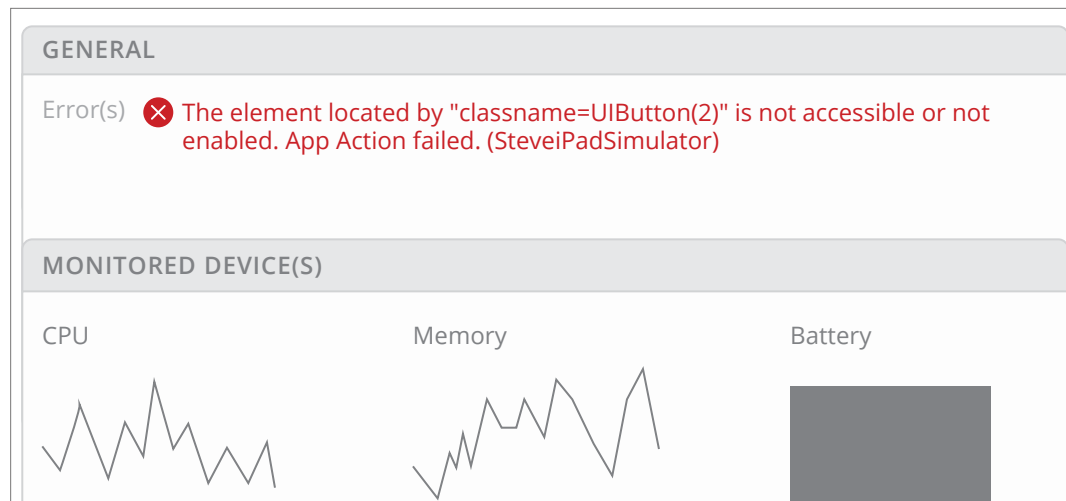 GENERAL
Error(s) The element located by "classname=UIButton(2)" is not accessible or not
enabled. App Action failed. (SteveiPadSimulator)
MONITORED DEVICE(S)
CPU Memory Battery